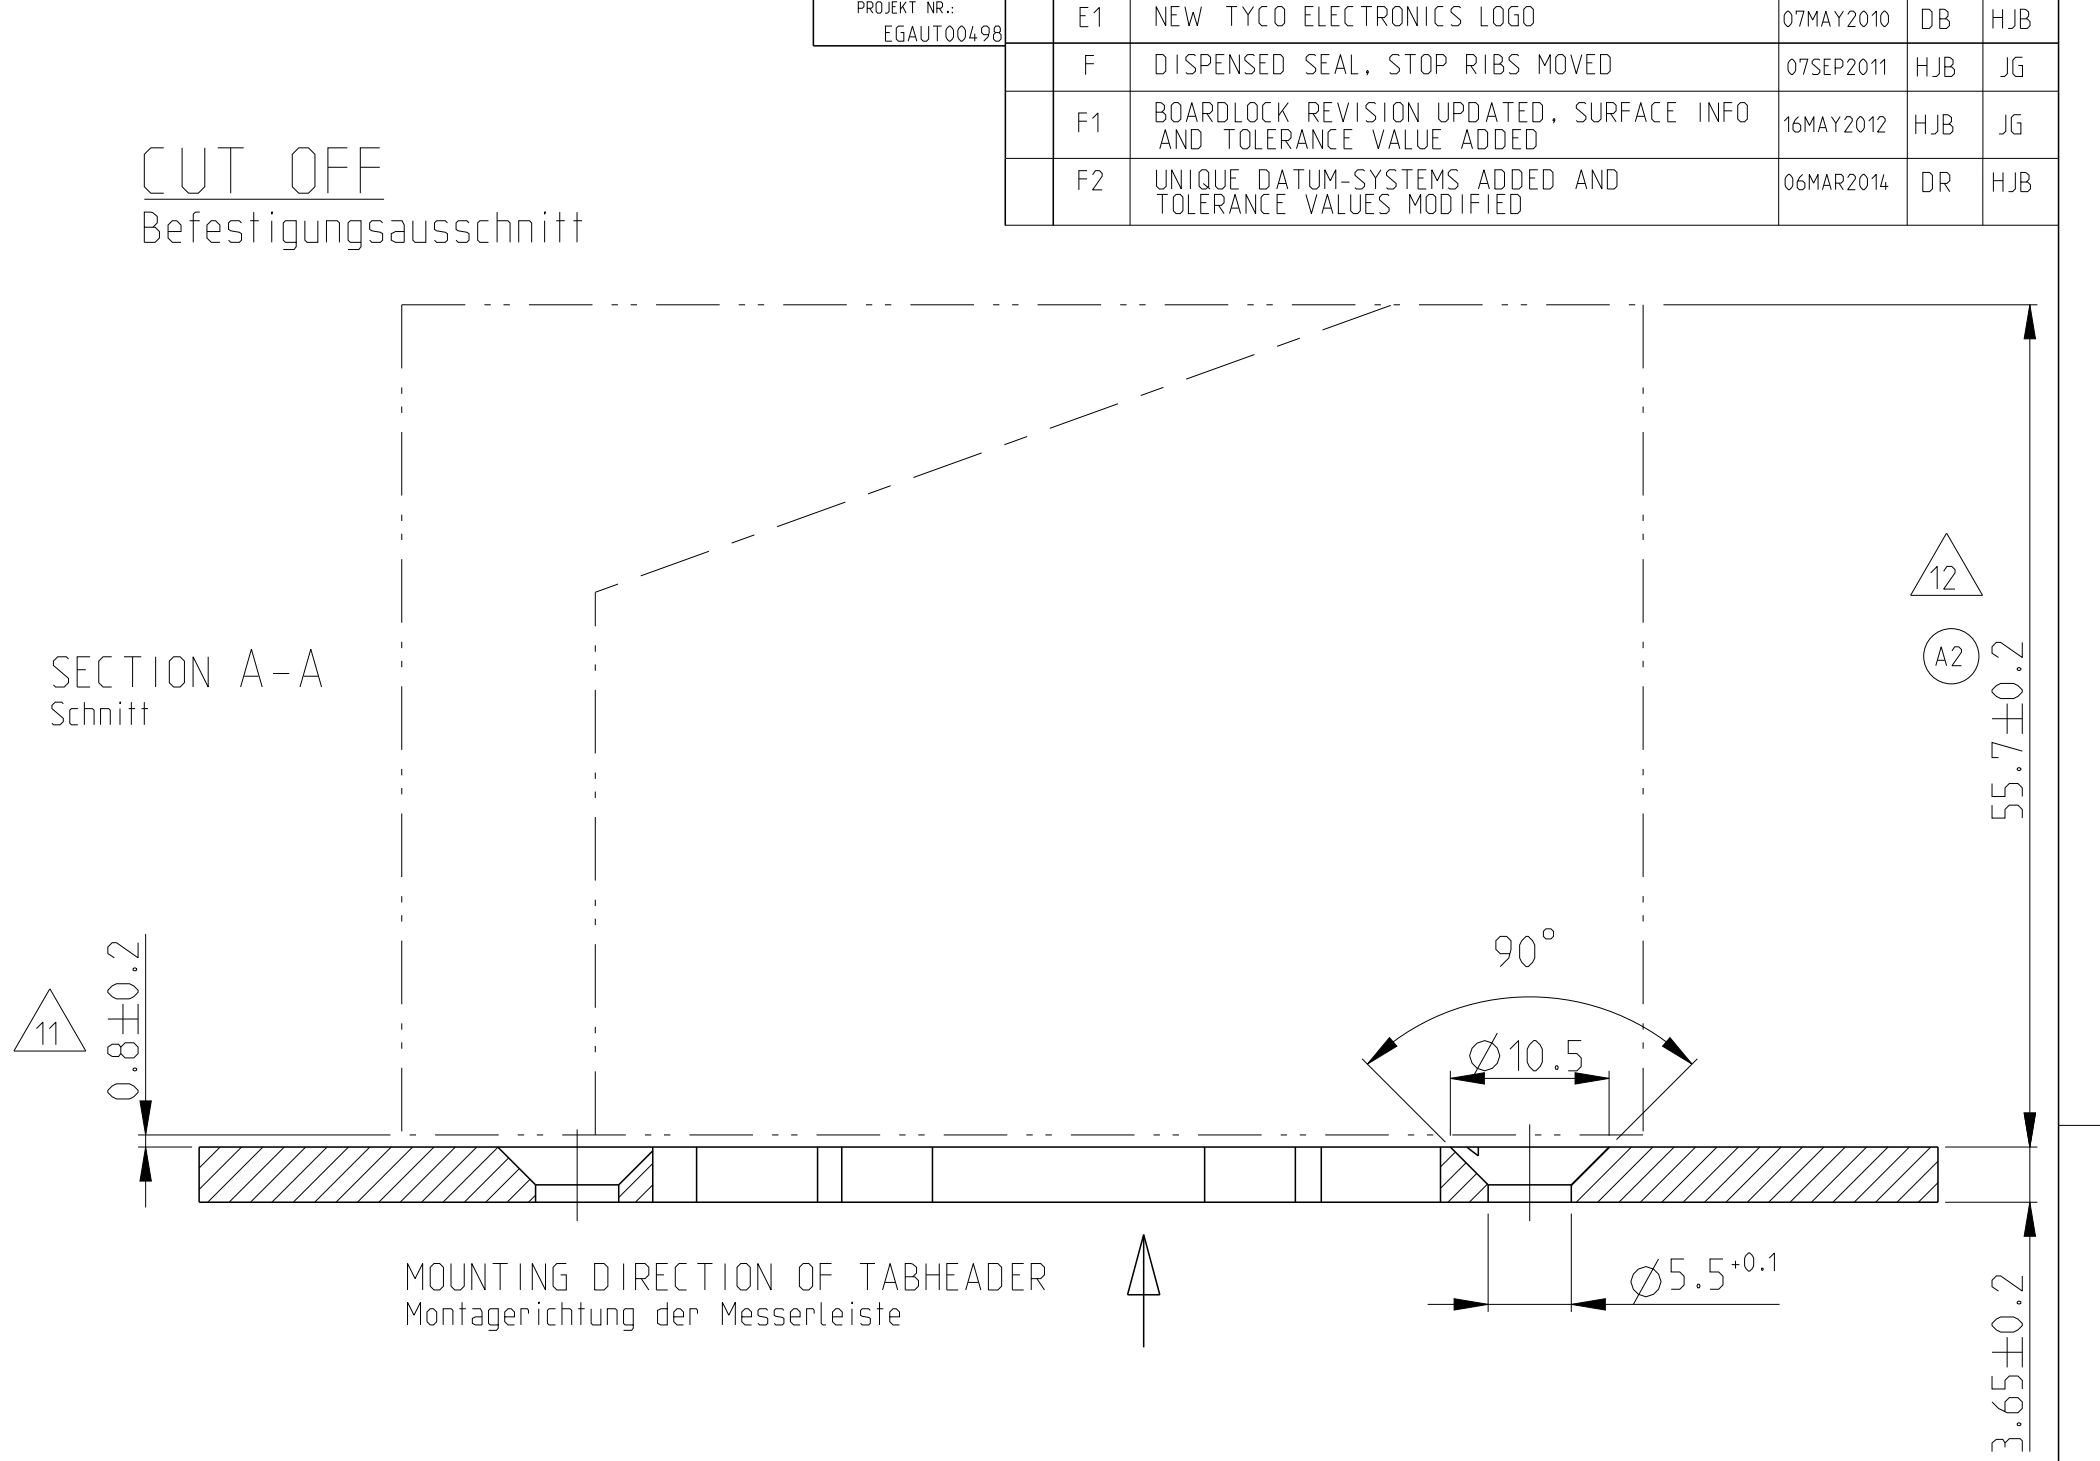 PROJEKT NR.:
EGAUT00498
E1 NEW TYCO ELECTRONICS LOGO 07MAY2010 DB HJB
F DISPENSED SEAL, STOP RIBS MOVED 07SEP2011 HJB JG
F1 BOARDLOCK REVISION UPDATED, SURFACE INFO
AND TOLERANCE VALUE ADDED 16MAY2012 HJB JG
F2 UNIQUE DATUM-SYSTEMS ADDED AND
TOLERANCE VALUES MODIFIED 06MAR2014 DR HJB
CUT OFF
Befestigungsausschnitt
12
A2
55.7±0.2
SECTION A-A
Schnitt
11
0.8±0.2
90°
Ø10.5
MOUNTING DIRECTION OF TABHEADER
Montagerichtung der Messerleiste
Ø5.5+0.1
3.65±0.2